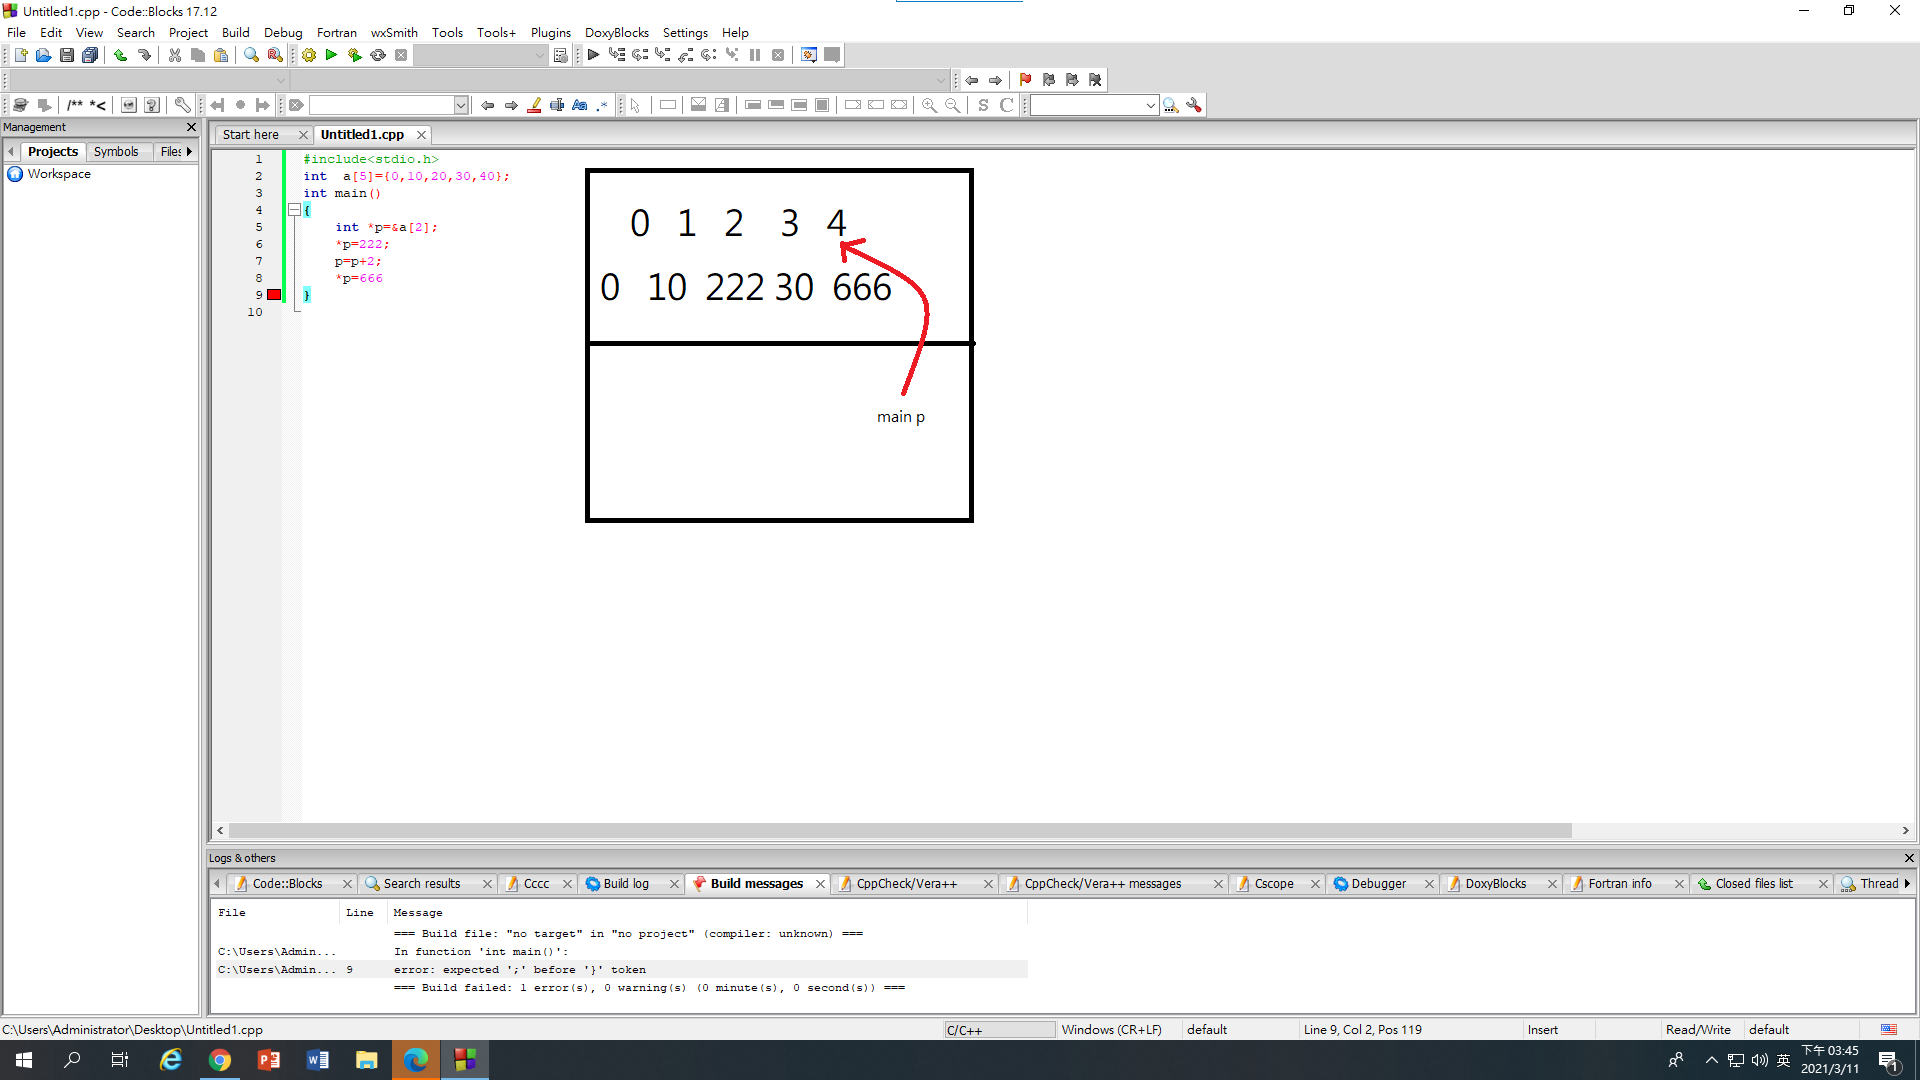 Untitled1.cpp - Code::Blocks 17.12
File Edit View Search Project Build Debug Fortran wxSmith Tools Tools+ Plugins DoxyBlocks Settings Help
/** *<
S C
Management
Projects Symbols Files
Workspace
Start here Untitled1.cpp
1 #include<stdio.h>
2 int  a[5]={0,10,20,30,40};
3 int main()
4 {
5 int *p=&a[2];
6 *p=222;
7 p=p+2;
8 *p=666
9 }
10
0 1 2 3 4
0 10 222 30 666
main p
Logs & others
Code::Blocks Search results Cccc Build log Build messages CppCheck/Vera++ CppCheck/Vera++ messages Cscope Debugger DoxyBlocks Fortran info Closed files list Thread
File Line Message
=== Build file: "no target" in "no project" (compiler: unknown) ===
C:\Users\Admin... In function 'int main()':
C:\Users\Admin... 9 error: expected ';' before '}' token
=== Build failed: 1 error(s), 0 warning(s) (0 minute(s), 0 second(s)) ===
C:\Users\Administrator\Desktop\Untitled1.cpp C/C++ Windows (CR+LF) default Line 9, Col 2, Pos 119 Insert Read/Write default
英 下午 03:45
2021/3/11 1